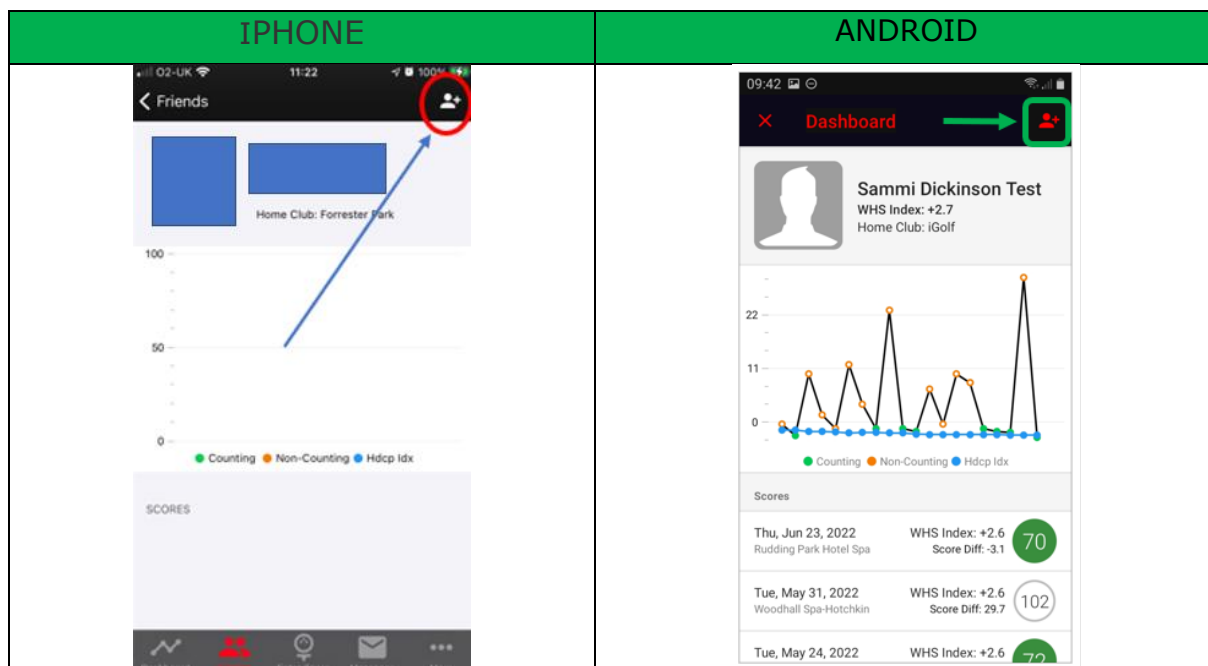 IPHONE
O2-UK 11:22 100%
Friends
Home Club: Forrester Park
100
50
0
Counting Non-Counting Hdcp Idx
SCORES
ANDROID
09:42
Dashboard
Sammi Dickinson Test
WHS Index: +2.7
Home Club: iGolf
22
11
0
Counting Non-Counting Hdcp Idx
Scores
Thu, Jun 23, 2022 WHS Index: +2.6 70
Rudding Park Hotel Spa Score Diff: -3.1
Tue, May 31, 2022 WHS Index: +2.6 102
Woodhall Spa-Hotchkin Score Diff: 29.7
Tue, May 24, 2022 WHS Index: +2.6 72